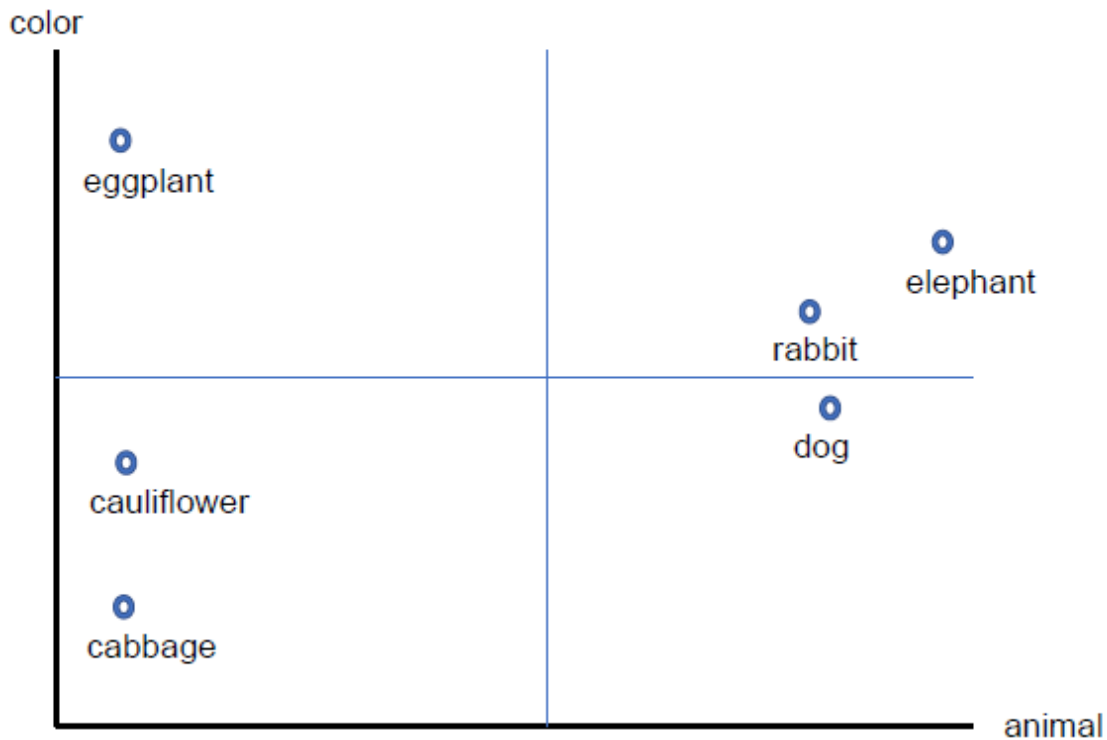 color
eggplant
elephant
rabbit
dog
cauliflower
cabbage
animal